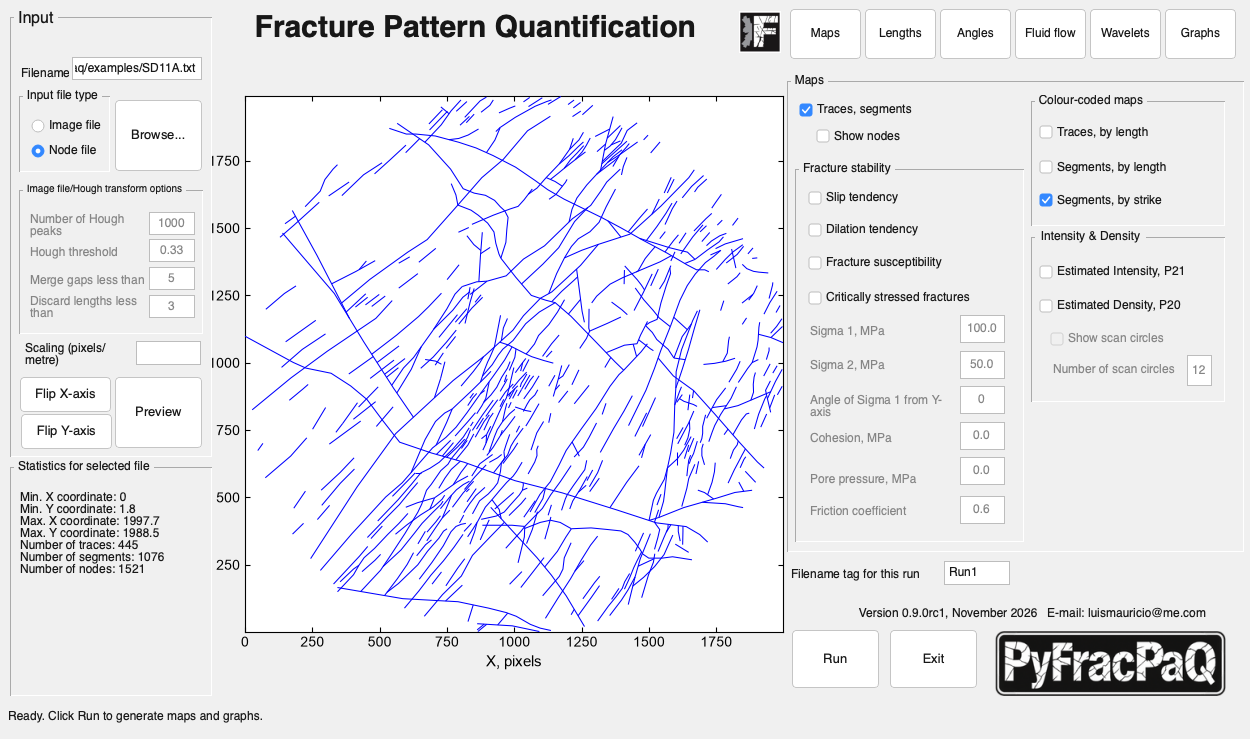 Input
Fracture Pattern Quantification
F
Maps
Lengths
Angles
Fluid flow
Wavelets
Graphs
Filename
aq/examples/SD11A.txt
Input file type
Image file
Node file
Browse...
Image file/Hough transform options
Number of Hough
peaks
1000
Hough threshold
0.33
Merge gaps less than
5
Discard lengths less
than
3
Scaling (pixels/
metre)
Flip X-axis
Flip Y-axis
Preview
Statistics for selected file
Min. X coordinate: 0
Min. Y coordinate: 1.8
Max. X coordinate: 1997.7
Max. Y coordinate: 1988.5
Number of traces: 445
Number of segments: 1076
Number of nodes: 1521
1750
1500
1250
1000
750
500
250
0 250 500 750 1000 1250 1500 1750
X, pixels
Maps
Traces, segments
Show nodes
Fracture stability
Slip tendency
Dilation tendency
Fracture susceptibility
Critically stressed fractures
Sigma 1, MPa
100.0
Sigma 2, MPa
50.0
Angle of Sigma 1 from Y-
axis
0
Cohesion, MPa
0.0
Pore pressure, MPa
0.0
Friction coefficient
0.6
Colour-coded maps
Traces, by length
Segments, by length
Segments, by strike
Intensity & Density
Estimated Intensity, P21
Estimated Density, P20
Show scan circles
Number of scan circles
12
Filename tag for this run
Run1
Version 0.9.0rc1, November 2026 E-mail: luismauricio@me.com
Run
Exit
PyFracPaQ
Ready. Click Run to generate maps and graphs.